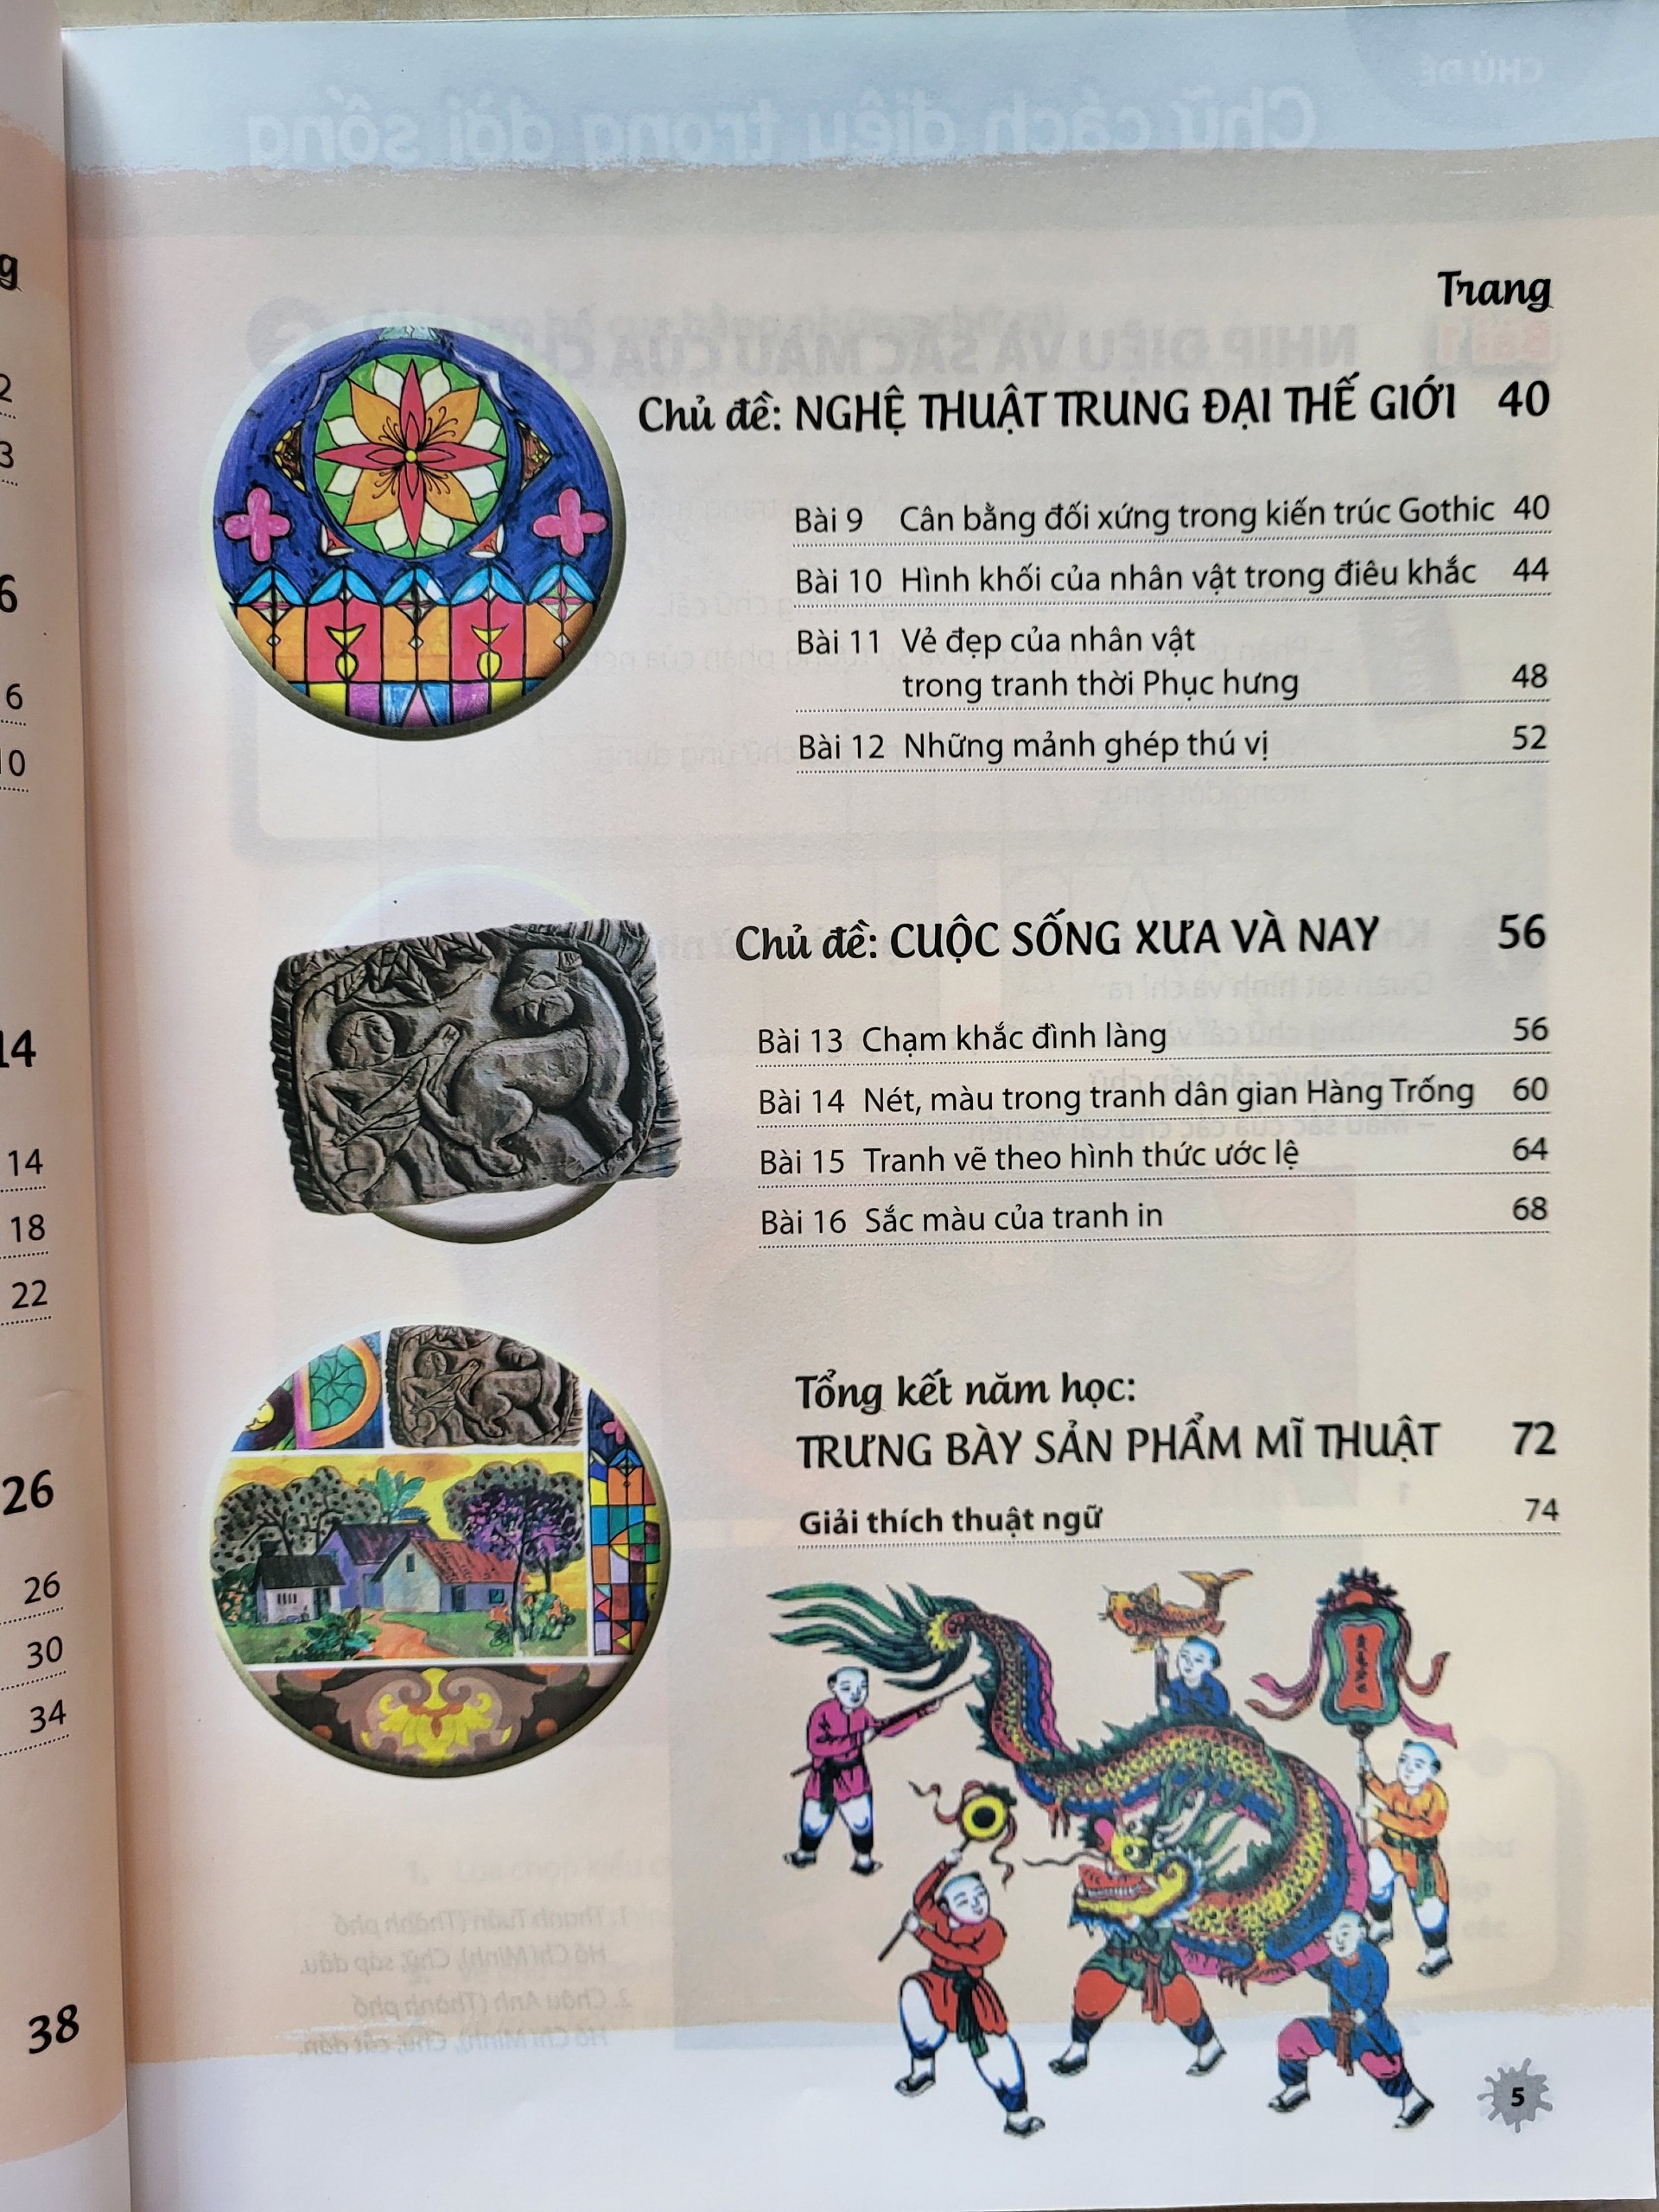 Trang
Chủ đề: NGHỆ THUẬT TRUNG ĐẠI THẾ GIỚI 40
Bài 9 Cân bằng đối xứng trong kiến trúc Gothic 40
Bài 10 Hình khối của nhân vật trong điêu khắc 44
Bài 11 Vẻ đẹp của nhân vật
trong tranh thời Phục hưng 48
Bài 12 Những mảnh ghép thú vị 52
Chủ đề: CUỘC SỐNG XƯA VÀ NAY 56
Bài 13 Chạm khắc đình làng 56
Bài 14 Nét, màu trong tranh dân gian Hàng Trống 60
Bài 15 Tranh vẽ theo hình thức ước lệ 64
Bài 16 Sắc màu của tranh in 68
Tổng kết năm học:
TRƯNG BÀY SẢN PHẨM MĨ THUẬT 72
Giải thích thuật ngữ 74
5
14
18
22
26
26
30
34
38